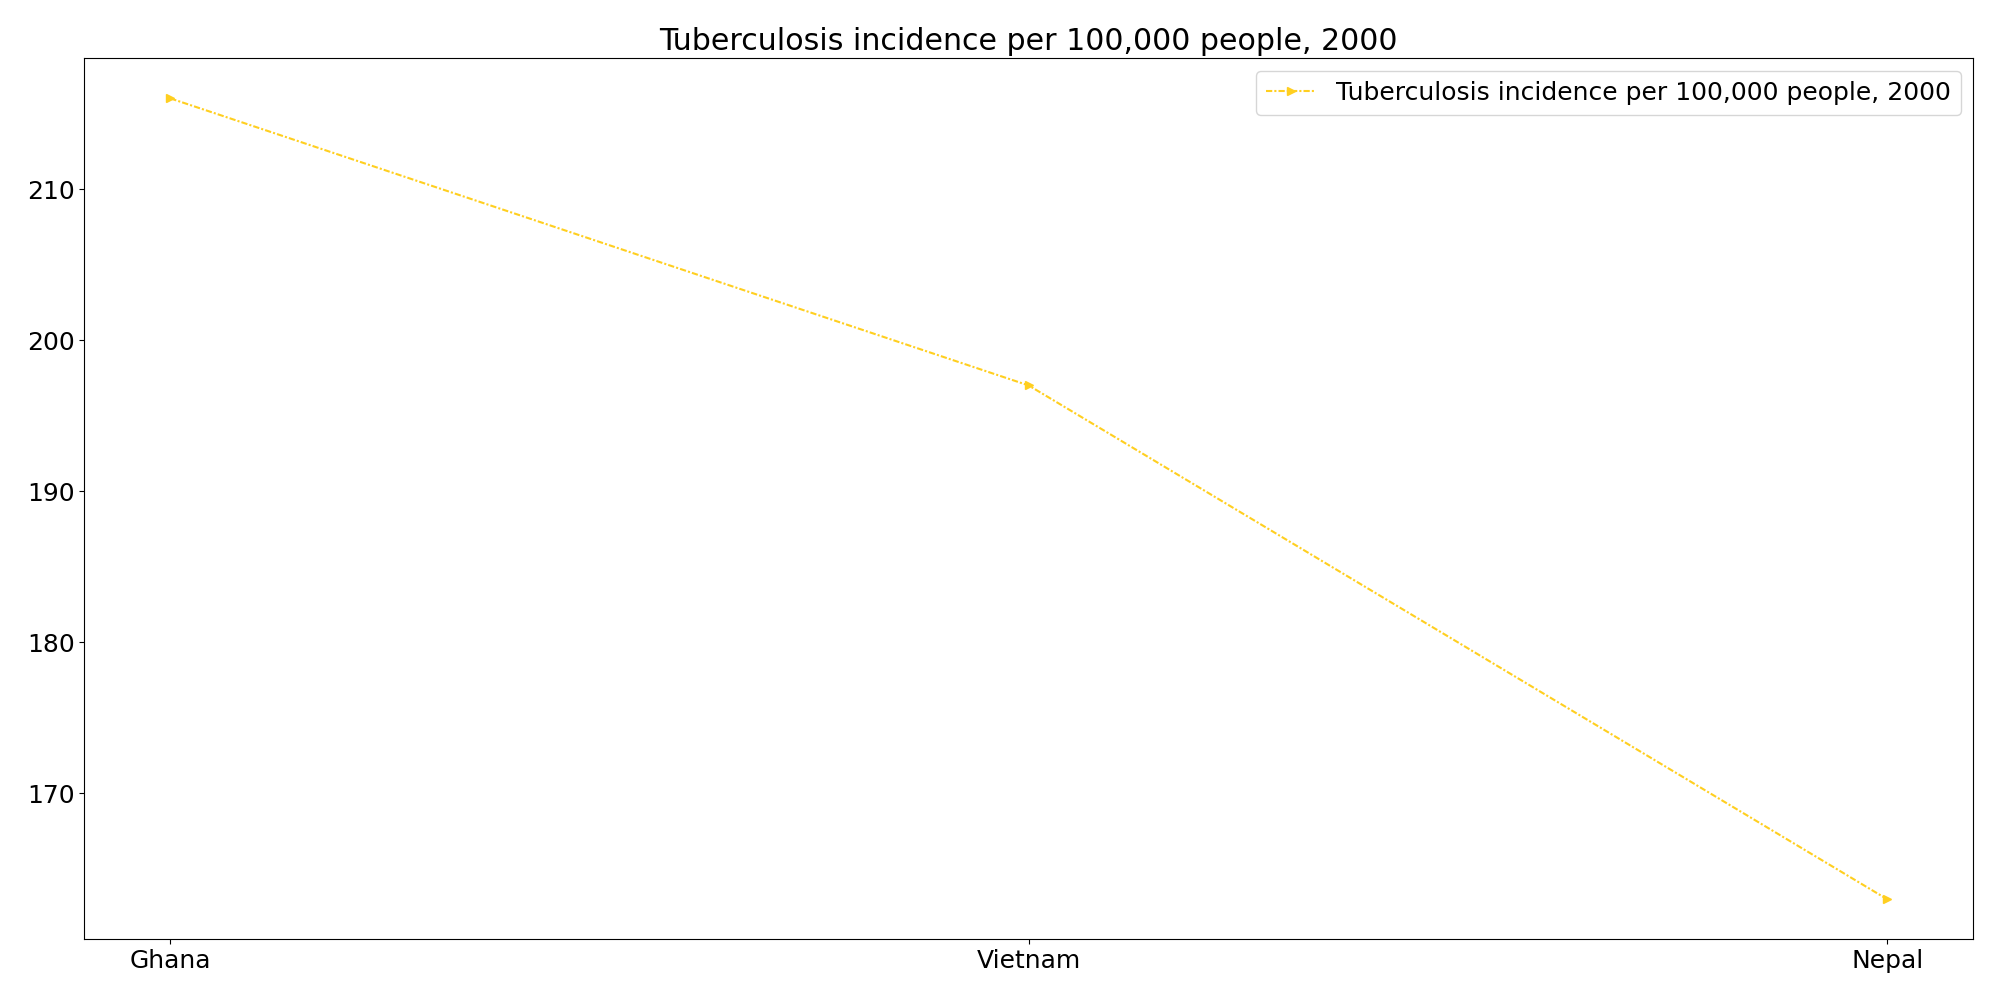 Tuberculosis incidence per 100,000 people, 2000
Tuberculosis incidence per 100,000 people, 2000
210
200
190
180
170
Ghana Vietnam Nepal